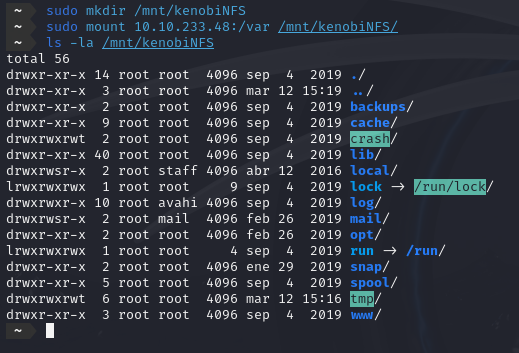 ~ sudo mkdir /mnt/kenobiNFS
~ sudo mount 10.10.233.48:/var /mnt/kenobiNFS/
~ ls -la /mnt/kenobiNFS
total 56
drwxr-xr-x 14 root root  4096 sep  4  2019 ./
drwxr-xr-x  3 root root  4096 mar 12 15:19 ../
drwxr-xr-x  2 root root  4096 sep  4  2019 backups/
drwxr-xr-x  9 root root  4096 sep  4  2019 cache/
drwxrwxrwt  2 root root  4096 sep  4  2019 crash/
drwxr-xr-x 40 root root  4096 sep  4  2019 lib/
drwxrwsr-x  2 root staff 4096 abr 12  2016 local/
lrwxrwxrwx  1 root root     9 sep  4  2019 lock → /run/lock/
drwxrwxr-x 10 root avahi 4096 sep  4  2019 log/
drwxrwsr-x  2 root mail  4096 feb 26  2019 mail/
drwxr-xr-x  2 root root  4096 feb 26  2019 opt/
lrwxrwxrwx  1 root root     4 sep  4  2019 run → /run/
drwxr-xr-x  2 root root  4096 ene 29  2019 snap/
drwxr-xr-x  5 root root  4096 sep  4  2019 spool/
drwxrwxrwt  6 root root  4096 mar 12 15:16 tmp/
drwxr-xr-x  3 root root  4096 sep  4  2019 www/
~